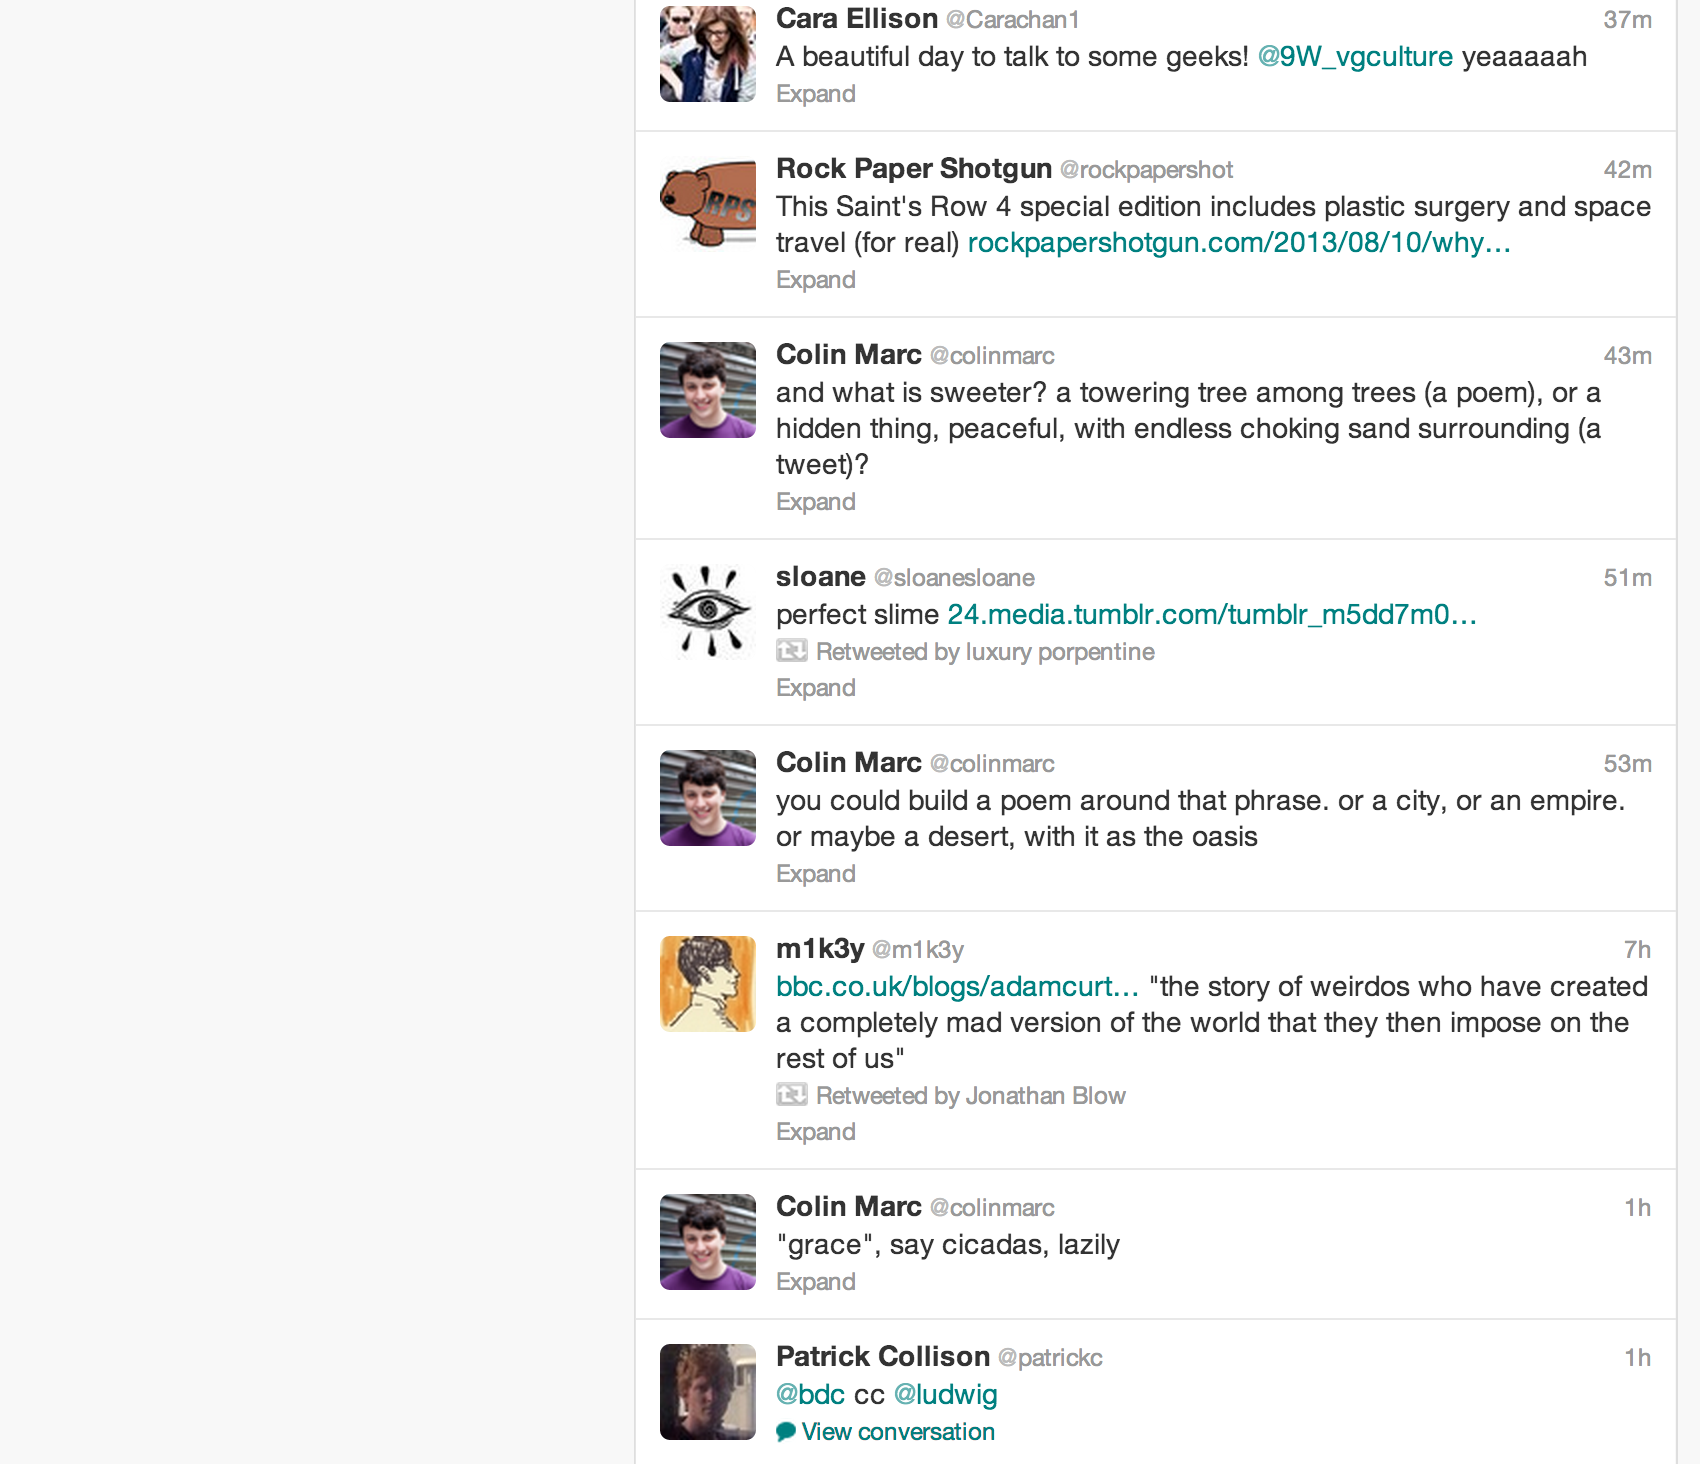 Cara Ellison @Carachan1 37m
A beautiful day to talk to some geeks! @9W_vgculture yeaaaaah
Expand
RPS
Rock Paper Shotgun @rockpapershot 42m
This Saint's Row 4 special edition includes plastic surgery and space
travel (for real) rockpapershotgun.com/2013/08/10/why…
Expand
Colin Marc @colinmarc 43m
and what is sweeter? a towering tree among trees (a poem), or a
hidden thing, peaceful, with endless choking sand surrounding (a
tweet)?
Expand
sloane @sloanesloane 51m
perfect slime 24.media.tumblr.com/tumblr_m5dd7m0…
Retweeted by luxury porpentine
Expand
Colin Marc @colinmarc 53m
you could build a poem around that phrase. or a city, or an empire.
or maybe a desert, with it as the oasis
Expand
m1k3y @m1k3y 7h
bbc.co.uk/blogs/adamcurt… "the story of weirdos who have created
a completely mad version of the world that they then impose on the
rest of us"
Retweeted by Jonathan Blow
Expand
Colin Marc @colinmarc 1h
"grace", say cicadas, lazily
Expand
Patrick Collison @patrickc 1h
@bdc cc @ludwig
View conversation